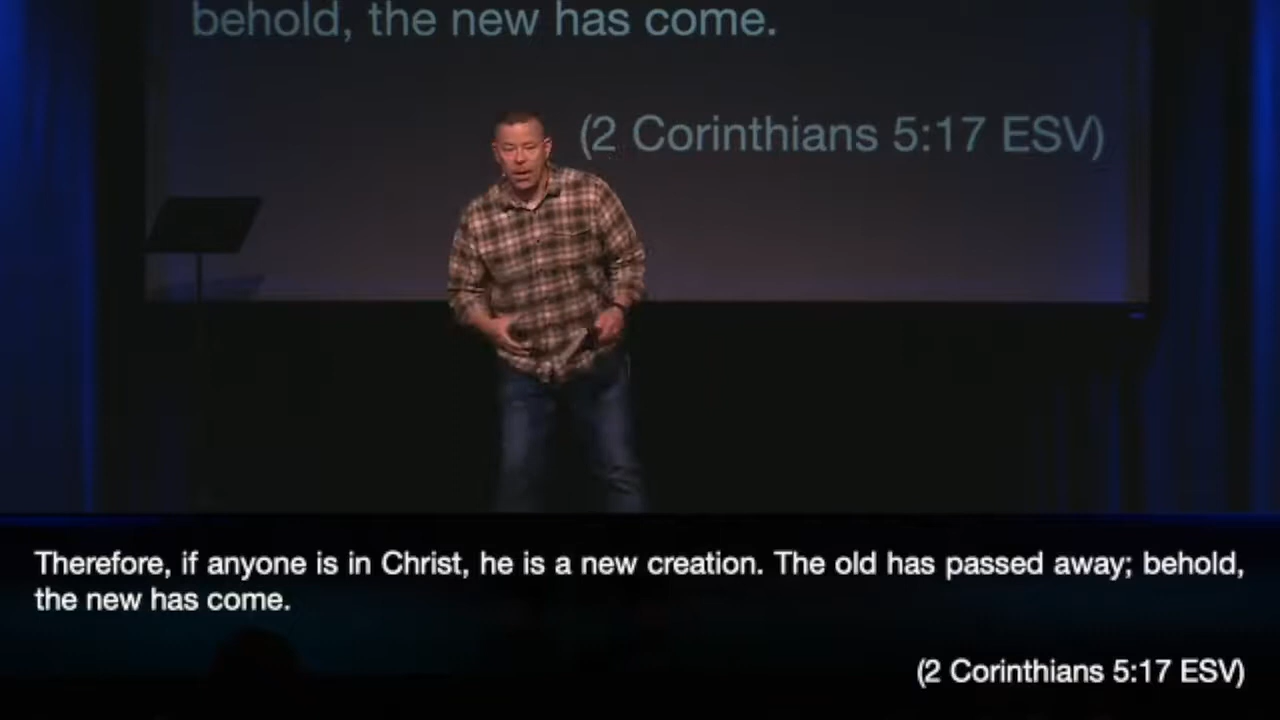 behold, the new has come.
(2 Corinthians 5:17 ESV)
Therefore, if anyone is in Christ, he is a new creation. The old has passed away; behold,
the new has come.
(2 Corinthians 5:17 ESV)